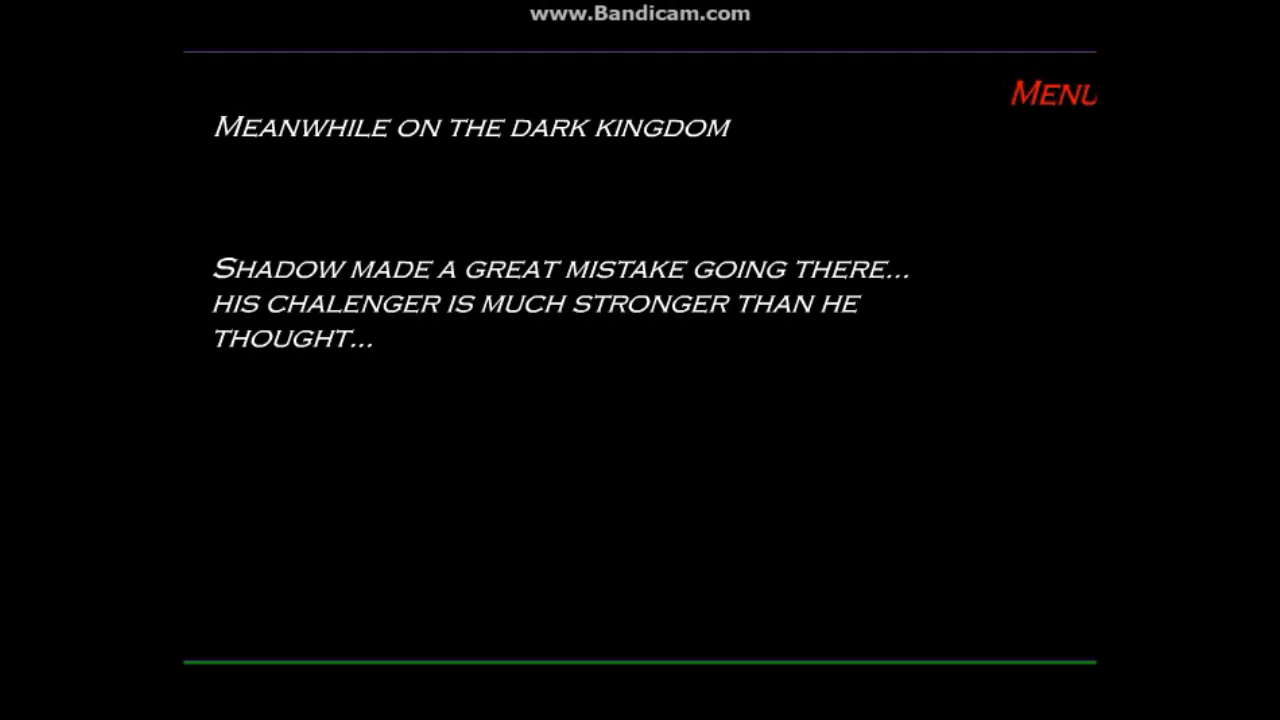 www.Bandicam.com
Menu
Meanwhile on the dark kingdom
Shadow made a great mistake going there...
his chalenger is much stronger than he
thought...